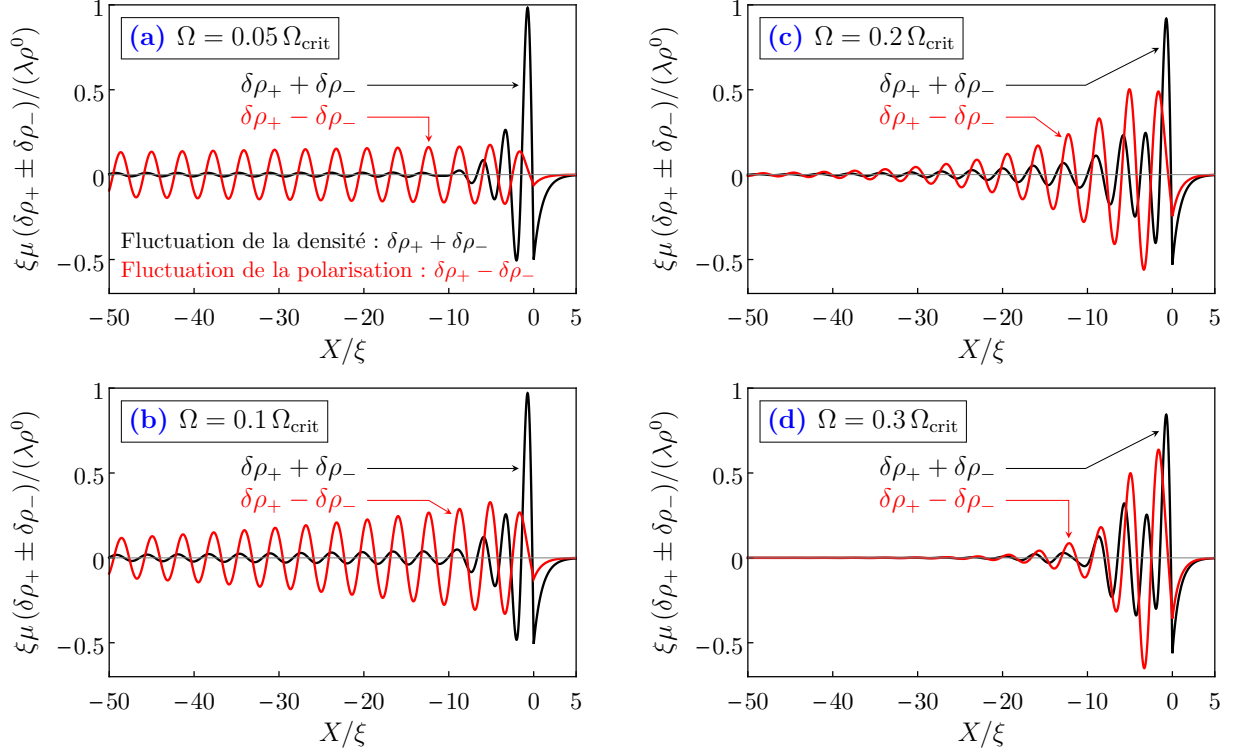 (a) Ω = 0.05 Ω_crit
δρ₊ + δρ₋
δρ₊ − δρ₋
Fluctuation de la densité : δρ₊ + δρ₋
Fluctuation de la polarisation : δρ₊ − δρ₋
ξμ (δρ₊ ± δρ₋)/(λρ⁰)
1
0.5
0
−0.5
−50 −40 −30 −20 −10 0 5
X/ξ
(c) Ω = 0.2 Ω_crit
δρ₊ + δρ₋
δρ₊ − δρ₋
ξμ (δρ₊ ± δρ₋)/(λρ⁰)
1
0.5
0
−0.5
−50 −40 −30 −20 −10 0 5
X/ξ
(b) Ω = 0.1 Ω_crit
δρ₊ + δρ₋
δρ₊ − δρ₋
ξμ (δρ₊ ± δρ₋)/(λρ⁰)
1
0.5
0
−0.5
−50 −40 −30 −20 −10 0 5
X/ξ
(d) Ω = 0.3 Ω_crit
δρ₊ + δρ₋
δρ₊ − δρ₋
ξμ (δρ₊ ± δρ₋)/(λρ⁰)
1
0.5
0
−0.5
−50 −40 −30 −20 −10 0 5
X/ξ